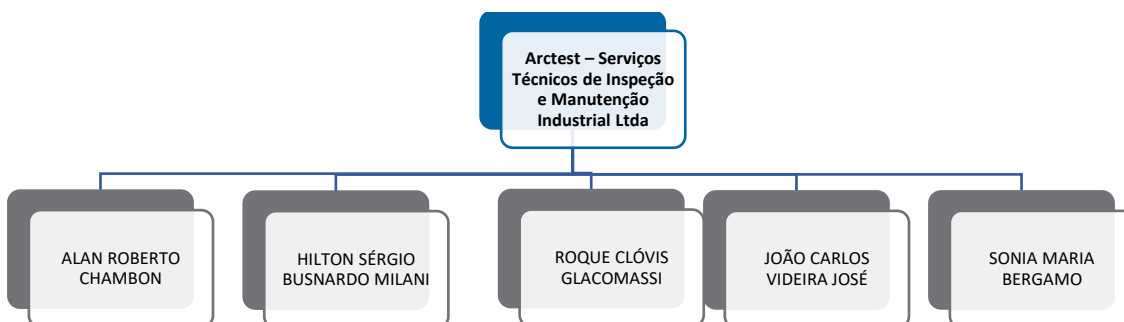 Arctest – Serviços
Técnicos de Inspeção
e Manutenção
Industrial Ltda
ALAN ROBERTO
CHAMBON
HILTON SÉRGIO
BUSNARDO MILANI
ROQUE CLÓVIS
GLACOMASSI
JOÃO CARLOS
VIDEIRA JOSÉ
SONIA MARIA
BERGAMO